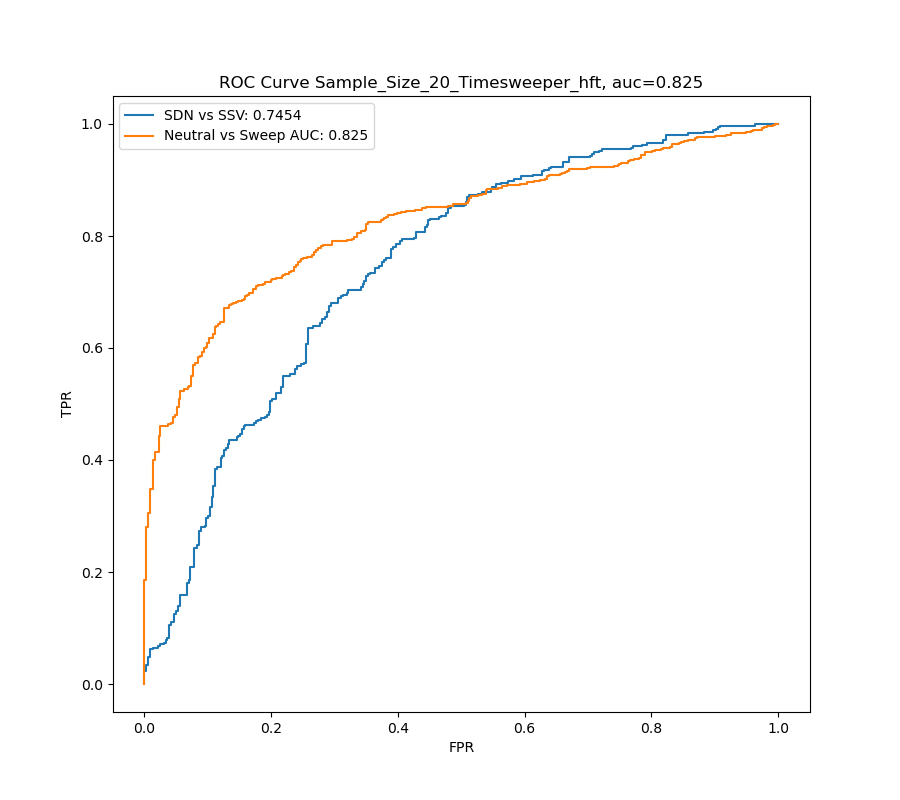 ROC Curve Sample_Size_20_Timesweeper_hft, auc=0.825
SDN vs SSV: 0.7454
Neutral vs Sweep AUC: 0.825
1.0
0.8
0.6
0.4
0.2
0.0
TPR
0.0 0.2 0.4 0.6 0.8 1.0
FPR